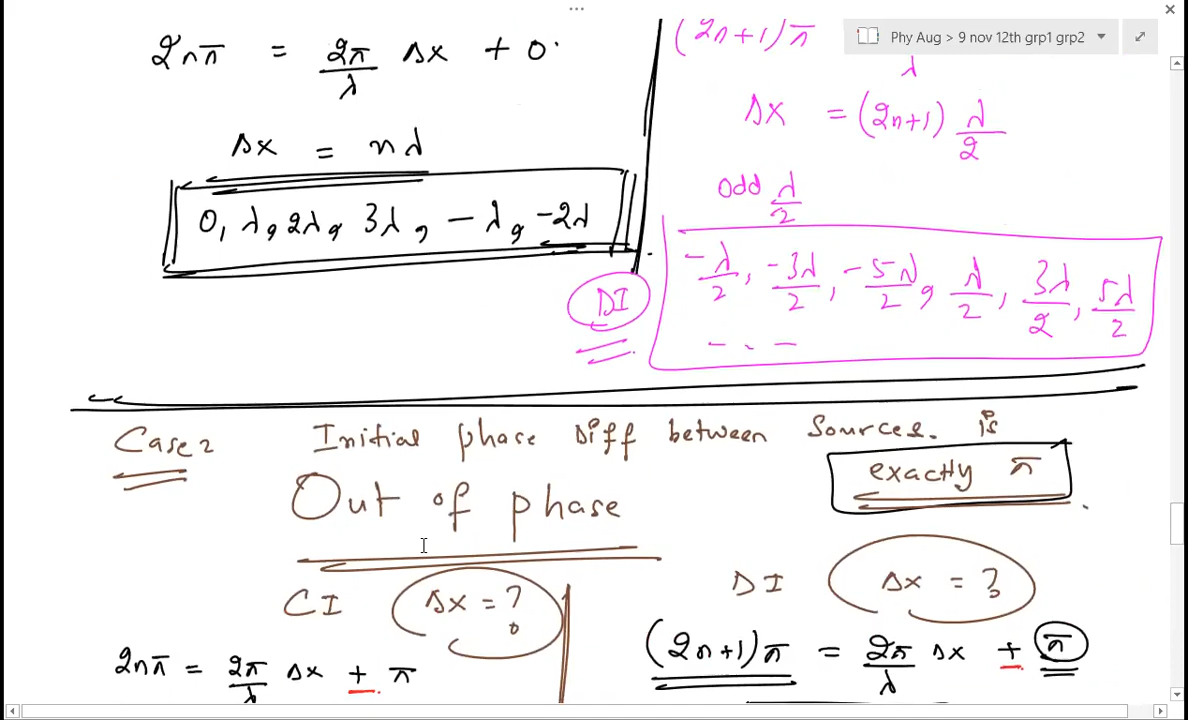 Phy Aug > 9 nov 12th grp1 grp2
2nπ = 2π/λ Δx + 0
Δx = nλ
0, λ, 2λ, 3λ, -λ, -2λ
(2n+1)π
λ
Δx = (2n+1) λ/2
odd λ/2
DI
-λ/2, -3λ/2, -5λ/2, λ/2, 3λ/2, 5λ/2
- . -
Case 2 Initial phase Diff between Sources. is
exactly π
Out of phase
CI Δx = ?
DI Δx = ?
2nπ = 2π/λ Δx ± π
(2n+1)π = 2π/λ Δx ± π